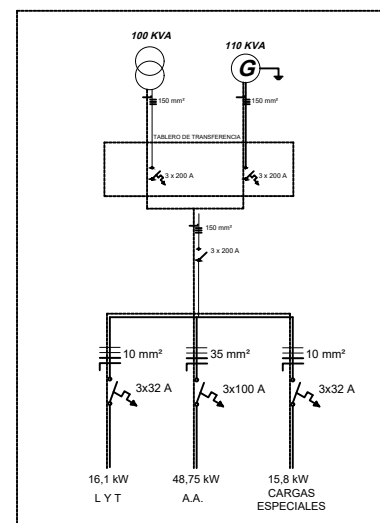 100 KVA
110 KVA
G
150 mm²
150 mm²
TABLERO DE TRANSFERENCIA
3 x 200 A
3 x 200 A
150 mm²
3 x 200 A
10 mm²
35 mm²
10 mm²
3x32 A
3x100 A
3x32 A
16,1 kW
48,75 kW
15,8 kW
L Y T
A.A.
CARGAS
ESPECIALES